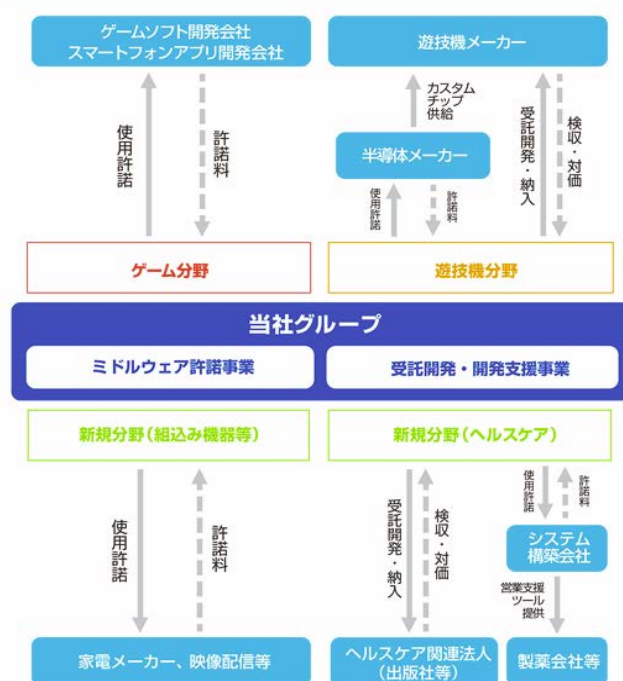 ゲームソフト開発会社
スマートフォンアプリ開発会社
遊技機メーカー
使用許諾
許諾料
カスタム
チップ
供給
半導体メーカー
使用許諾
許諾料
受託開発・納入
検収・対価
ゲーム分野
遊技機分野
当社グループ
ミドルウェア許諾事業
受託開発・開発支援事業
新規分野(組込み機器等)
新規分野(ヘルスケア)
使用許諾
許諾料
受託開発・納入
検収・対価
使用許諾
許諾料
システム
構築会社
営業支援
ツール
提供
家電メーカー、映像配信等
ヘルスケア関連法人
(出版社等)
製薬会社等